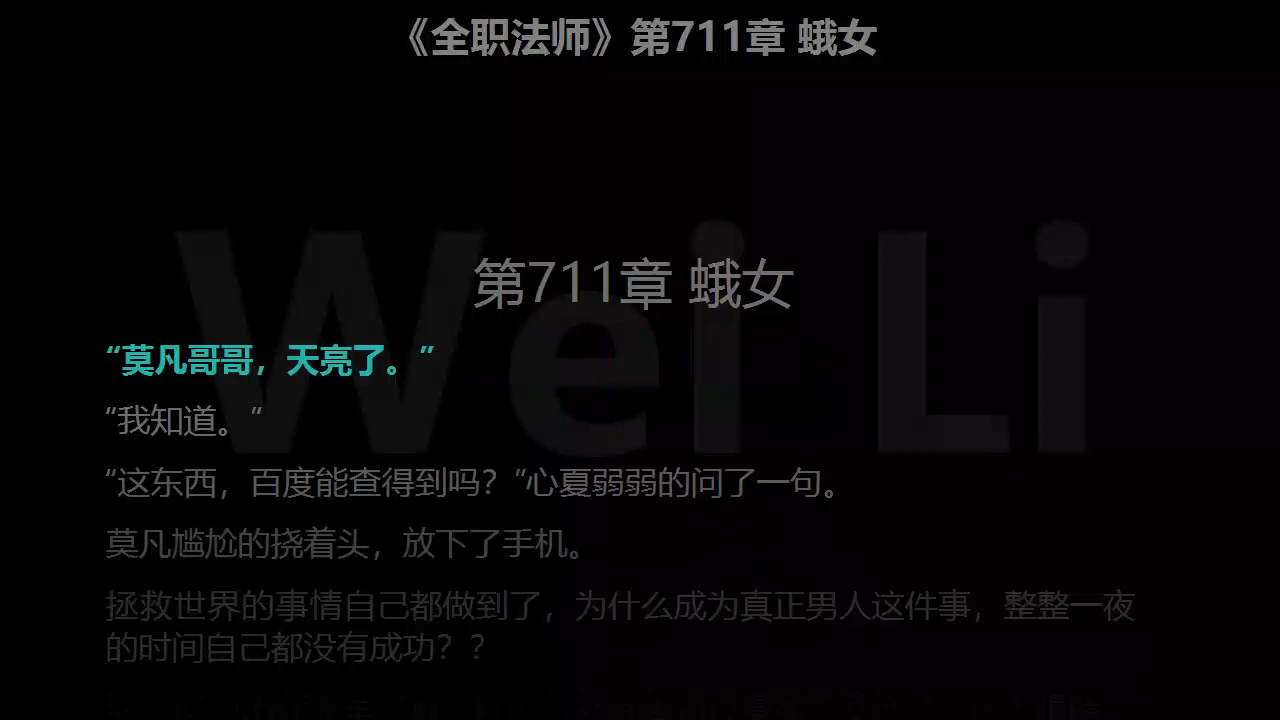 《全职法师》第711章 蛾女
Wei Li
第711章 蛾女
“莫凡哥哥，天亮了。”
“我知道。”
“这东西，百度能查得到吗？”心夏弱弱的问了一句。
莫凡尴尬的挠着头，放下了手机。
拯救世界的事情自己都做到了，为什么成为真正男人这件事，整整一夜
的时间自己都没有成功？？